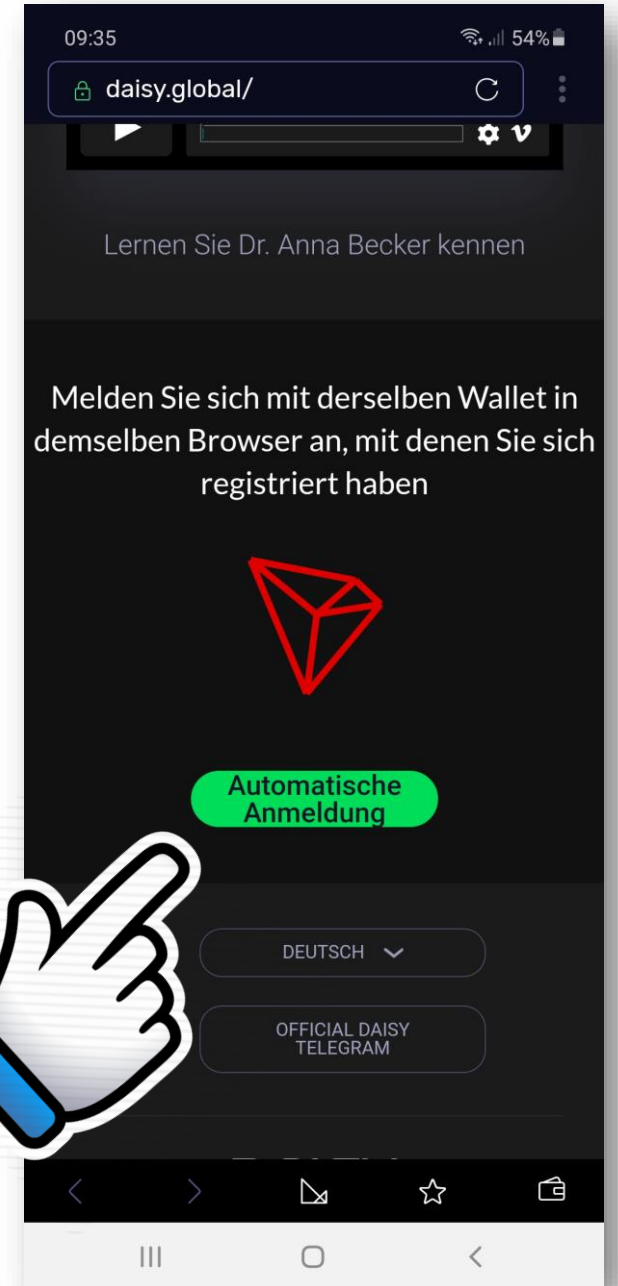 09:35
54%
daisy.global/
Lernen Sie Dr. Anna Becker kennen
Melden Sie sich mit derselben Wallet in
demselben Browser an, mit denen Sie sich
registriert haben
Automatische
Anmeldung
DEUTSCH
OFFICIAL DAISY
TELEGRAM